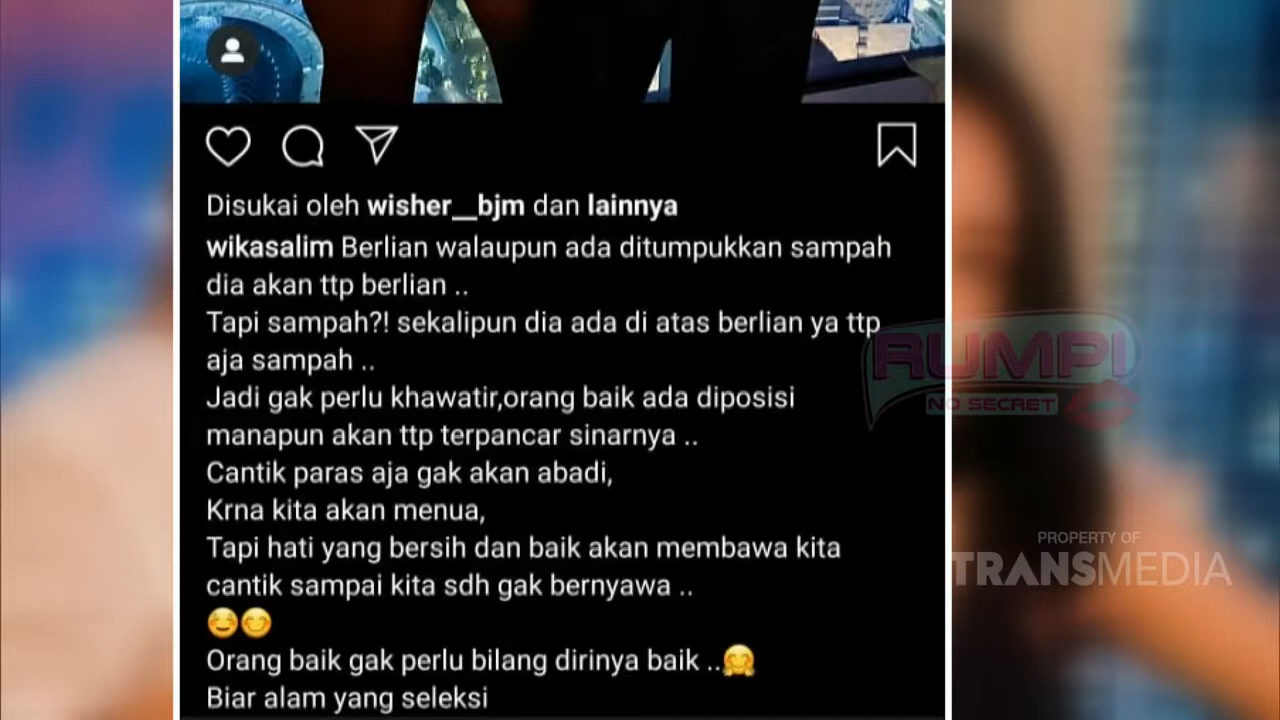 Disukai oleh wisher__bjm dan lainnya
wikasalim Berlian walaupun ada ditumpukkan sampah
dia akan ttp berlian ..
Tapi sampah?! sekalipun dia ada di atas berlian ya ttp
aja sampah ..
Jadi gak perlu khawatir,orang baik ada diposisi
manapun akan ttp terpancar sinarnya ..
Cantik paras aja gak akan abadi,
Krna kita akan menua,
Tapi hati yang bersih dan baik akan membawa kita
cantik sampai kita sdh gak bernyawa ..
☺️😊
Orang baik gak perlu bilang dirinya baik ..🤗
Biar alam yang seleksi
RUMPI
NO SECRET
PROPERTY OF
TRANSMEDIA